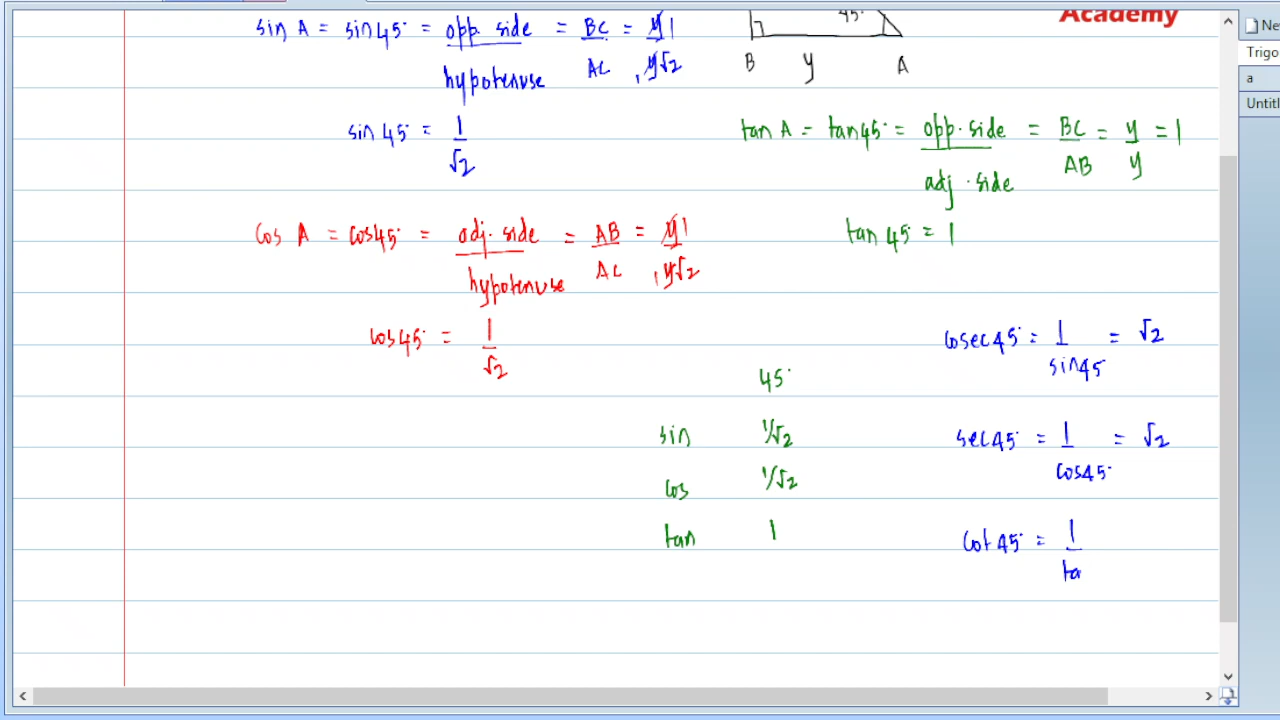 Academy
45°
sin A = sin 45° = opp. side / hypotenuse = BC / AC = y 1 / 1 y√2
B y A
sin 45° = 1 / √2
tan A = tan 45° = opp. side / adj. side = BC / AB = y / y = 1
cos A = cos 45° = adj. side / hypotenuse = AB / AC = y 1 / 1 y√2
tan 45° = 1
cos 45° = 1 / √2
cosec 45° = 1 / sin 45 = √2
45°
sin 1/√2
sec 45° = 1 / cos 45° = √2
cos 1/√2
tan 1
cot 45° = 1 / ta
Trigo
a